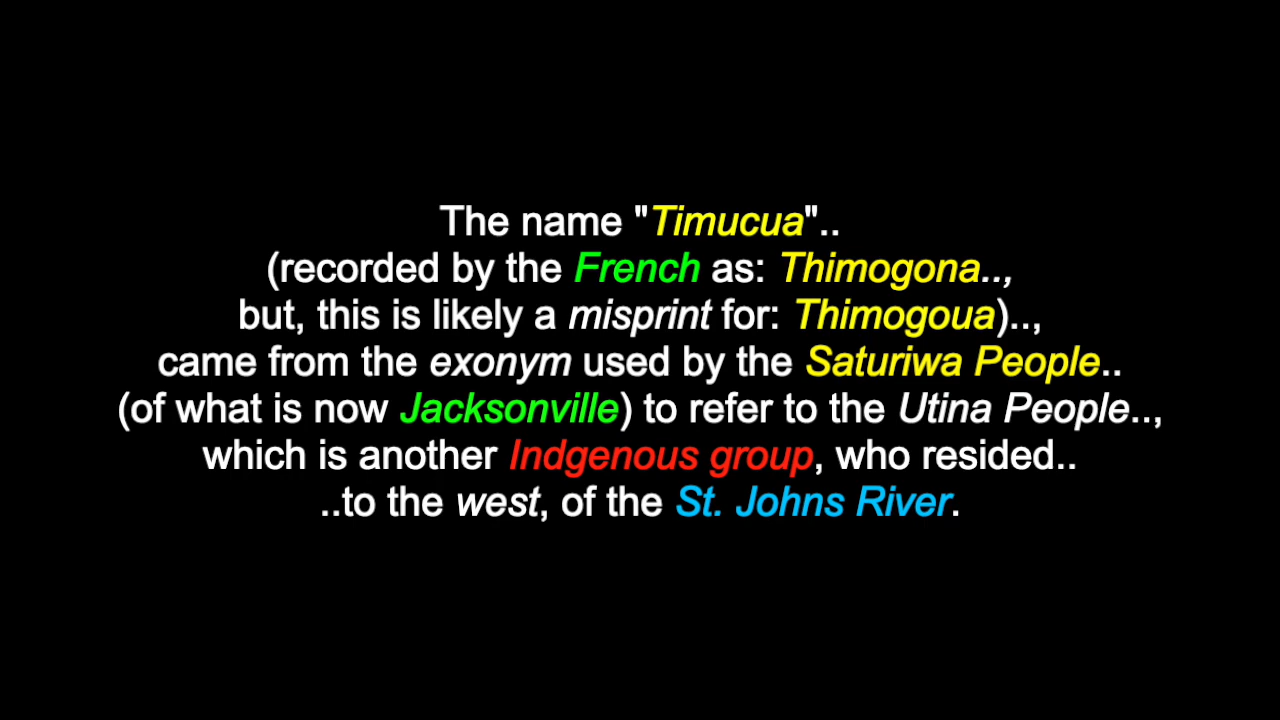 The name "Timucua"..
(recorded by the French as: Thimogona..,
but, this is likely a misprint for: Thimogoua)..,
came from the exonym used by the Saturiwa People..
(of what is now Jacksonville) to refer to the Utina People..,
which is another Indgenous group, who resided..
..to the west, of the St. Johns River.